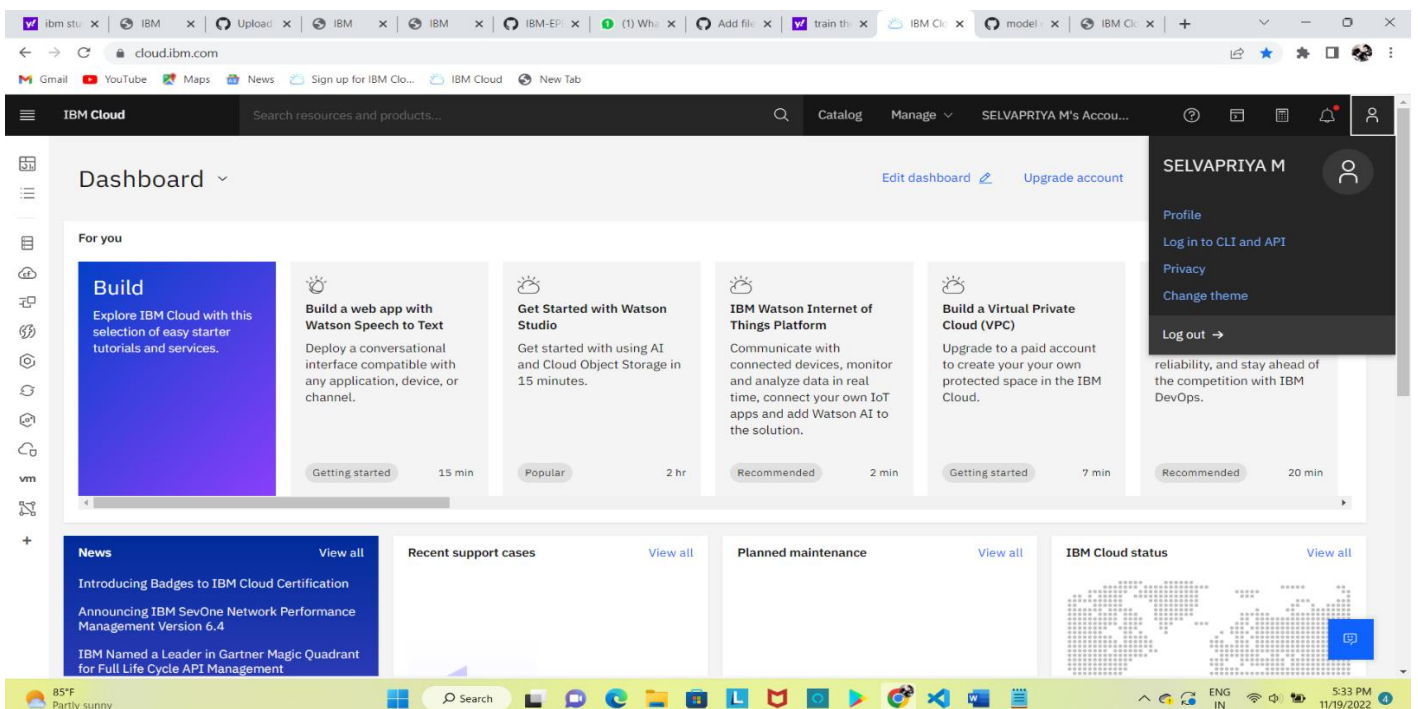 ibm stu
IBM
Upload
IBM
IBM
IBM-EP
(1) Wha
Add file
train th
IBM Clo
model
IBM Clo
cloud.ibm.com
Gmail YouTube Maps News Sign up for IBM Clo... IBM Cloud New Tab
IBM Cloud Search resources and products... Catalog Manage SELVAPRIYA M's Accou...
Dashboard Edit dashboard Upgrade account
SELVAPRIYA M
Profile
Log in to CLI and API
Privacy
Change theme
Log out →
For you
Build
Explore IBM Cloud with this
selection of easy starter
tutorials and services.
Build a web app with
Watson Speech to Text
Deploy a conversational
interface compatible with
any application, device, or
channel.
Getting started 15 min
Get Started with Watson
Studio
Get started with using AI
and Cloud Object Storage in
15 minutes.
Popular 2 hr
IBM Watson Internet of
Things Platform
Communicate with
connected devices, monitor
and analyze data in real
time, connect your own IoT
apps and add Watson AI to
the solution.
Recommended 2 min
Build a Virtual Private
Cloud (VPC)
Upgrade to a paid account
to create your your own
protected space in the IBM
Cloud.
Getting started 7 min
reliability, and stay ahead of
the competition with IBM
DevOps.
Recommended 20 min
vm
News View all
Introducing Badges to IBM Cloud Certification
Announcing IBM SevOne Network Performance
Management Version 6.4
IBM Named a Leader in Gartner Magic Quadrant
for Full Life Cycle API Management
Recent support cases View all
Planned maintenance View all
IBM Cloud status View all
85°F
Partly sunny
Search
ENG
IN
5:33 PM
11/19/2022
4